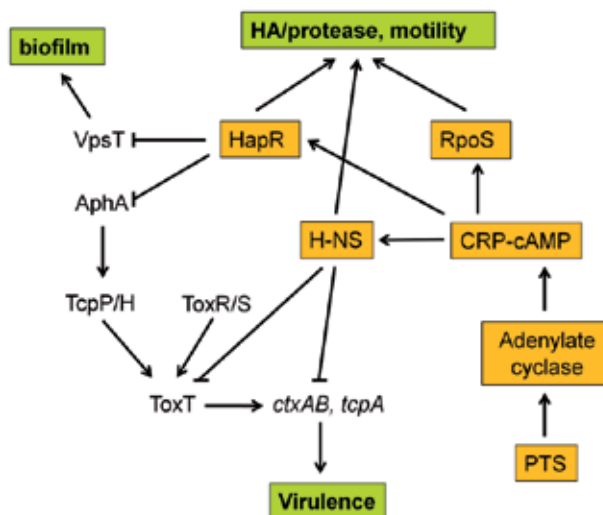 HA/protease, motility
biofilm
VpsT
HapR
RpoS
AphA
H-NS
CRP-cAMP
TcpP/H
ToxR/S
Adenylate
cyclase
ToxT
ctxAB, tcpA
PTS
Virulence